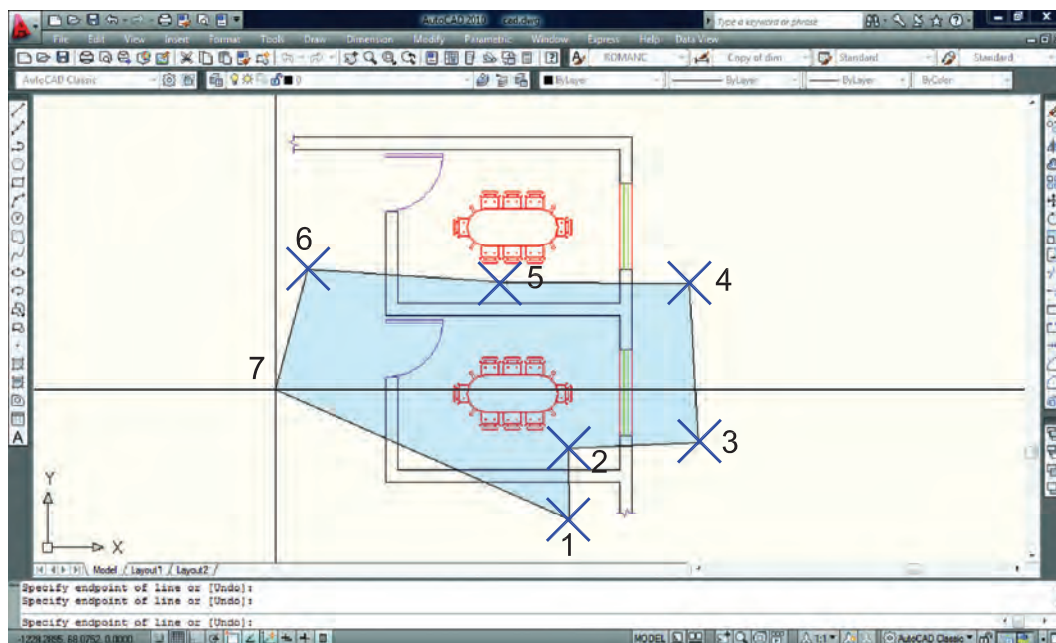 AutoCAD 2010 cad.dwg Type a keyword or phrase
File Edit View Insert Format Tools Draw Dimension Modify Parametric Window Express Help Data View
ROMANC Copy of dim Standard Standard
AutoCAD Classic 0 ByLayer ByLayer ByLayer ByColor
6
5
4
7
2
3
1
Y
X
Model / Layout1 / Layout2 /
Specify endpoint of line or [Undo]:
Specify endpoint of line or [Undo]:
Specify endpoint of line or [Undo]:
MODEL 1:1 AutoCAD Classic